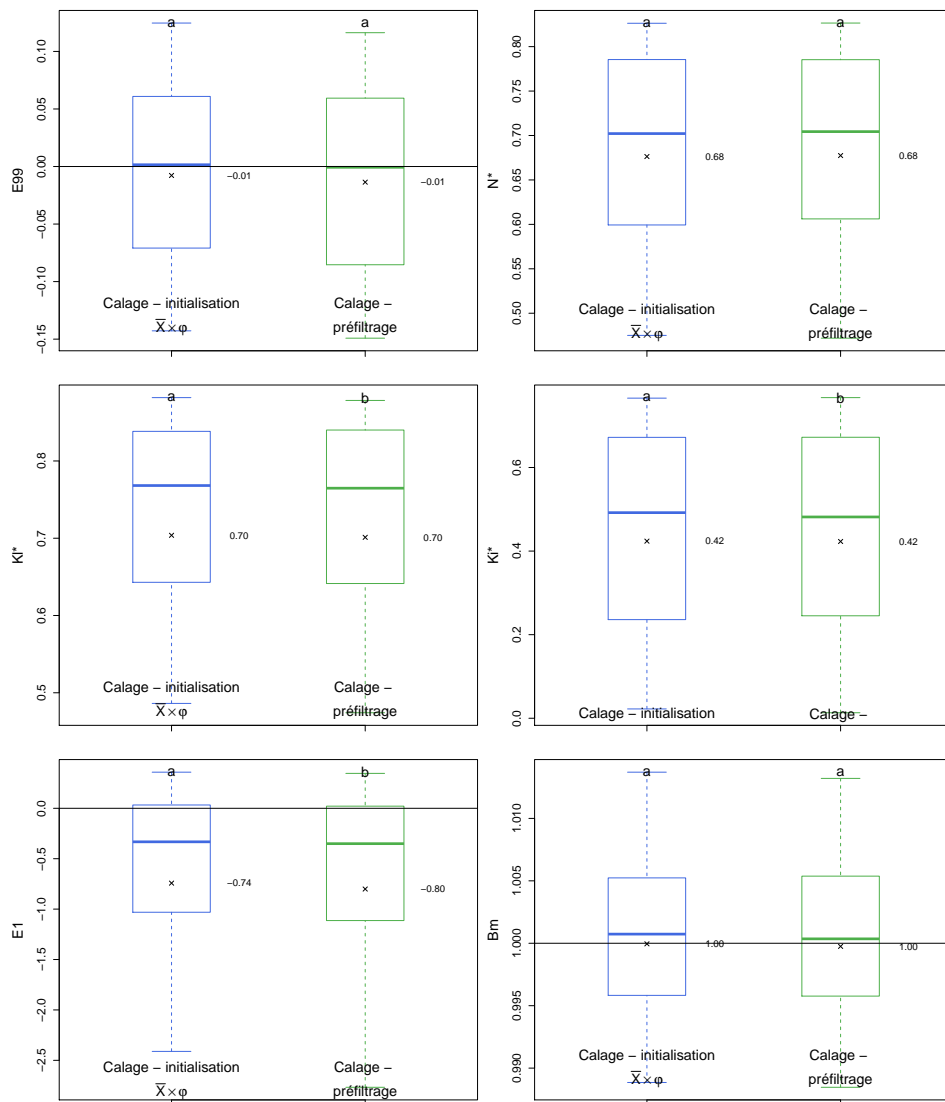 E99
0.10
0.05
0.00
−0.05
−0.10
−0.15
a
a
−0.01
−0.01
Calage − initialisation
X̅ × φ
Calage −
préfiltrage
N*
0.80
0.75
0.70
0.65
0.60
0.55
0.50
a
a
0.68
0.68
Calage − initialisation
X̅ × φ
Calage −
préfiltrage
Kl*
0.8
0.7
0.6
0.5
a
b
0.70
0.70
Calage − initialisation
X̅ × φ
Calage −
préfiltrage
Ki*
0.6
0.4
0.2
0.0
a
b
0.42
0.42
Calage − initialisation
Calage −
E1
0.0
−0.5
−1.0
−1.5
−2.0
−2.5
a
b
−0.74
−0.80
Calage − initialisation
X̅ × φ
Calage −
préfiltrage
Bm
1.010
1.005
1.000
0.995
0.990
a
a
1.00
1.00
Calage − initialisation
X̅ × φ
Calage −
préfiltrage